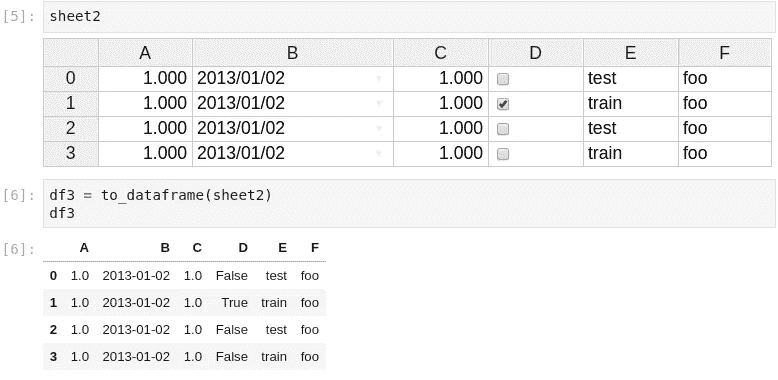 [5]: sheet2
A B C D E F
0 1.000 2013/01/02 1.000 test foo
1 1.000 2013/01/02 1.000 train foo
2 1.000 2013/01/02 1.000 test foo
3 1.000 2013/01/02 1.000 train foo
[6]: df3 = to_dataframe(sheet2)
df3
[6]: A B C D E F
0 1.0 2013-01-02 1.0 False test foo
1 1.0 2013-01-02 1.0 True train foo
2 1.0 2013-01-02 1.0 False test foo
3 1.0 2013-01-02 1.0 False train foo